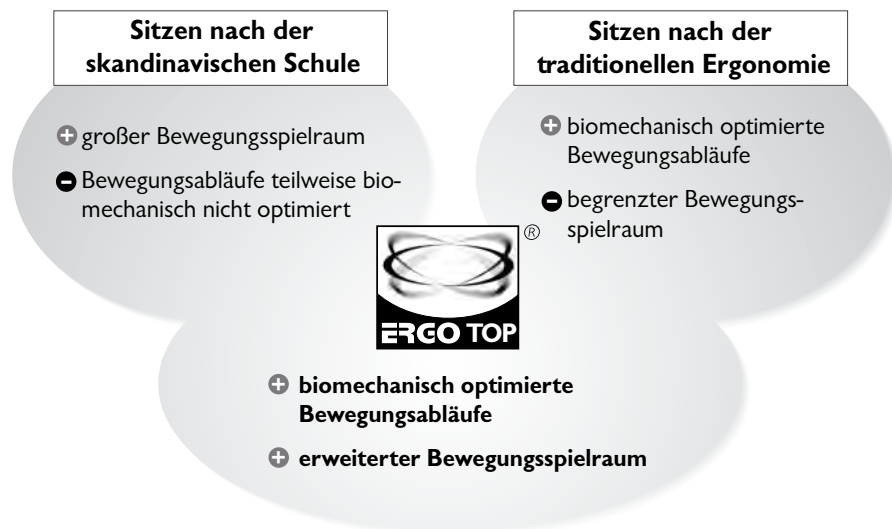 Sitzen nach der
skandinavischen Schule
großer Bewegungsspielraum
Bewegungsabläufe teilweise bio-
mechanisch nicht optimiert
Sitzen nach der
traditionellen Ergonomie
biomechanisch optimierte
Bewegungsabläufe
begrenzter Bewegungs-
spielraum
®
ERGO TOP
biomechanisch optimierte
Bewegungsabläufe
erweiterter Bewegungsspielraum